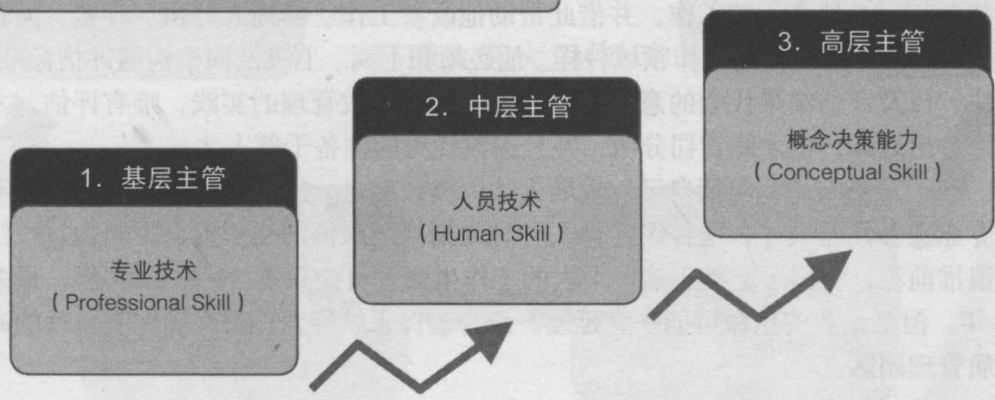 1. 基层主管
专业技术
( Professional Skill )
2. 中层主管
人员技术
( Human Skill )
3. 高层主管
概念决策能力
( Conceptual Skill )